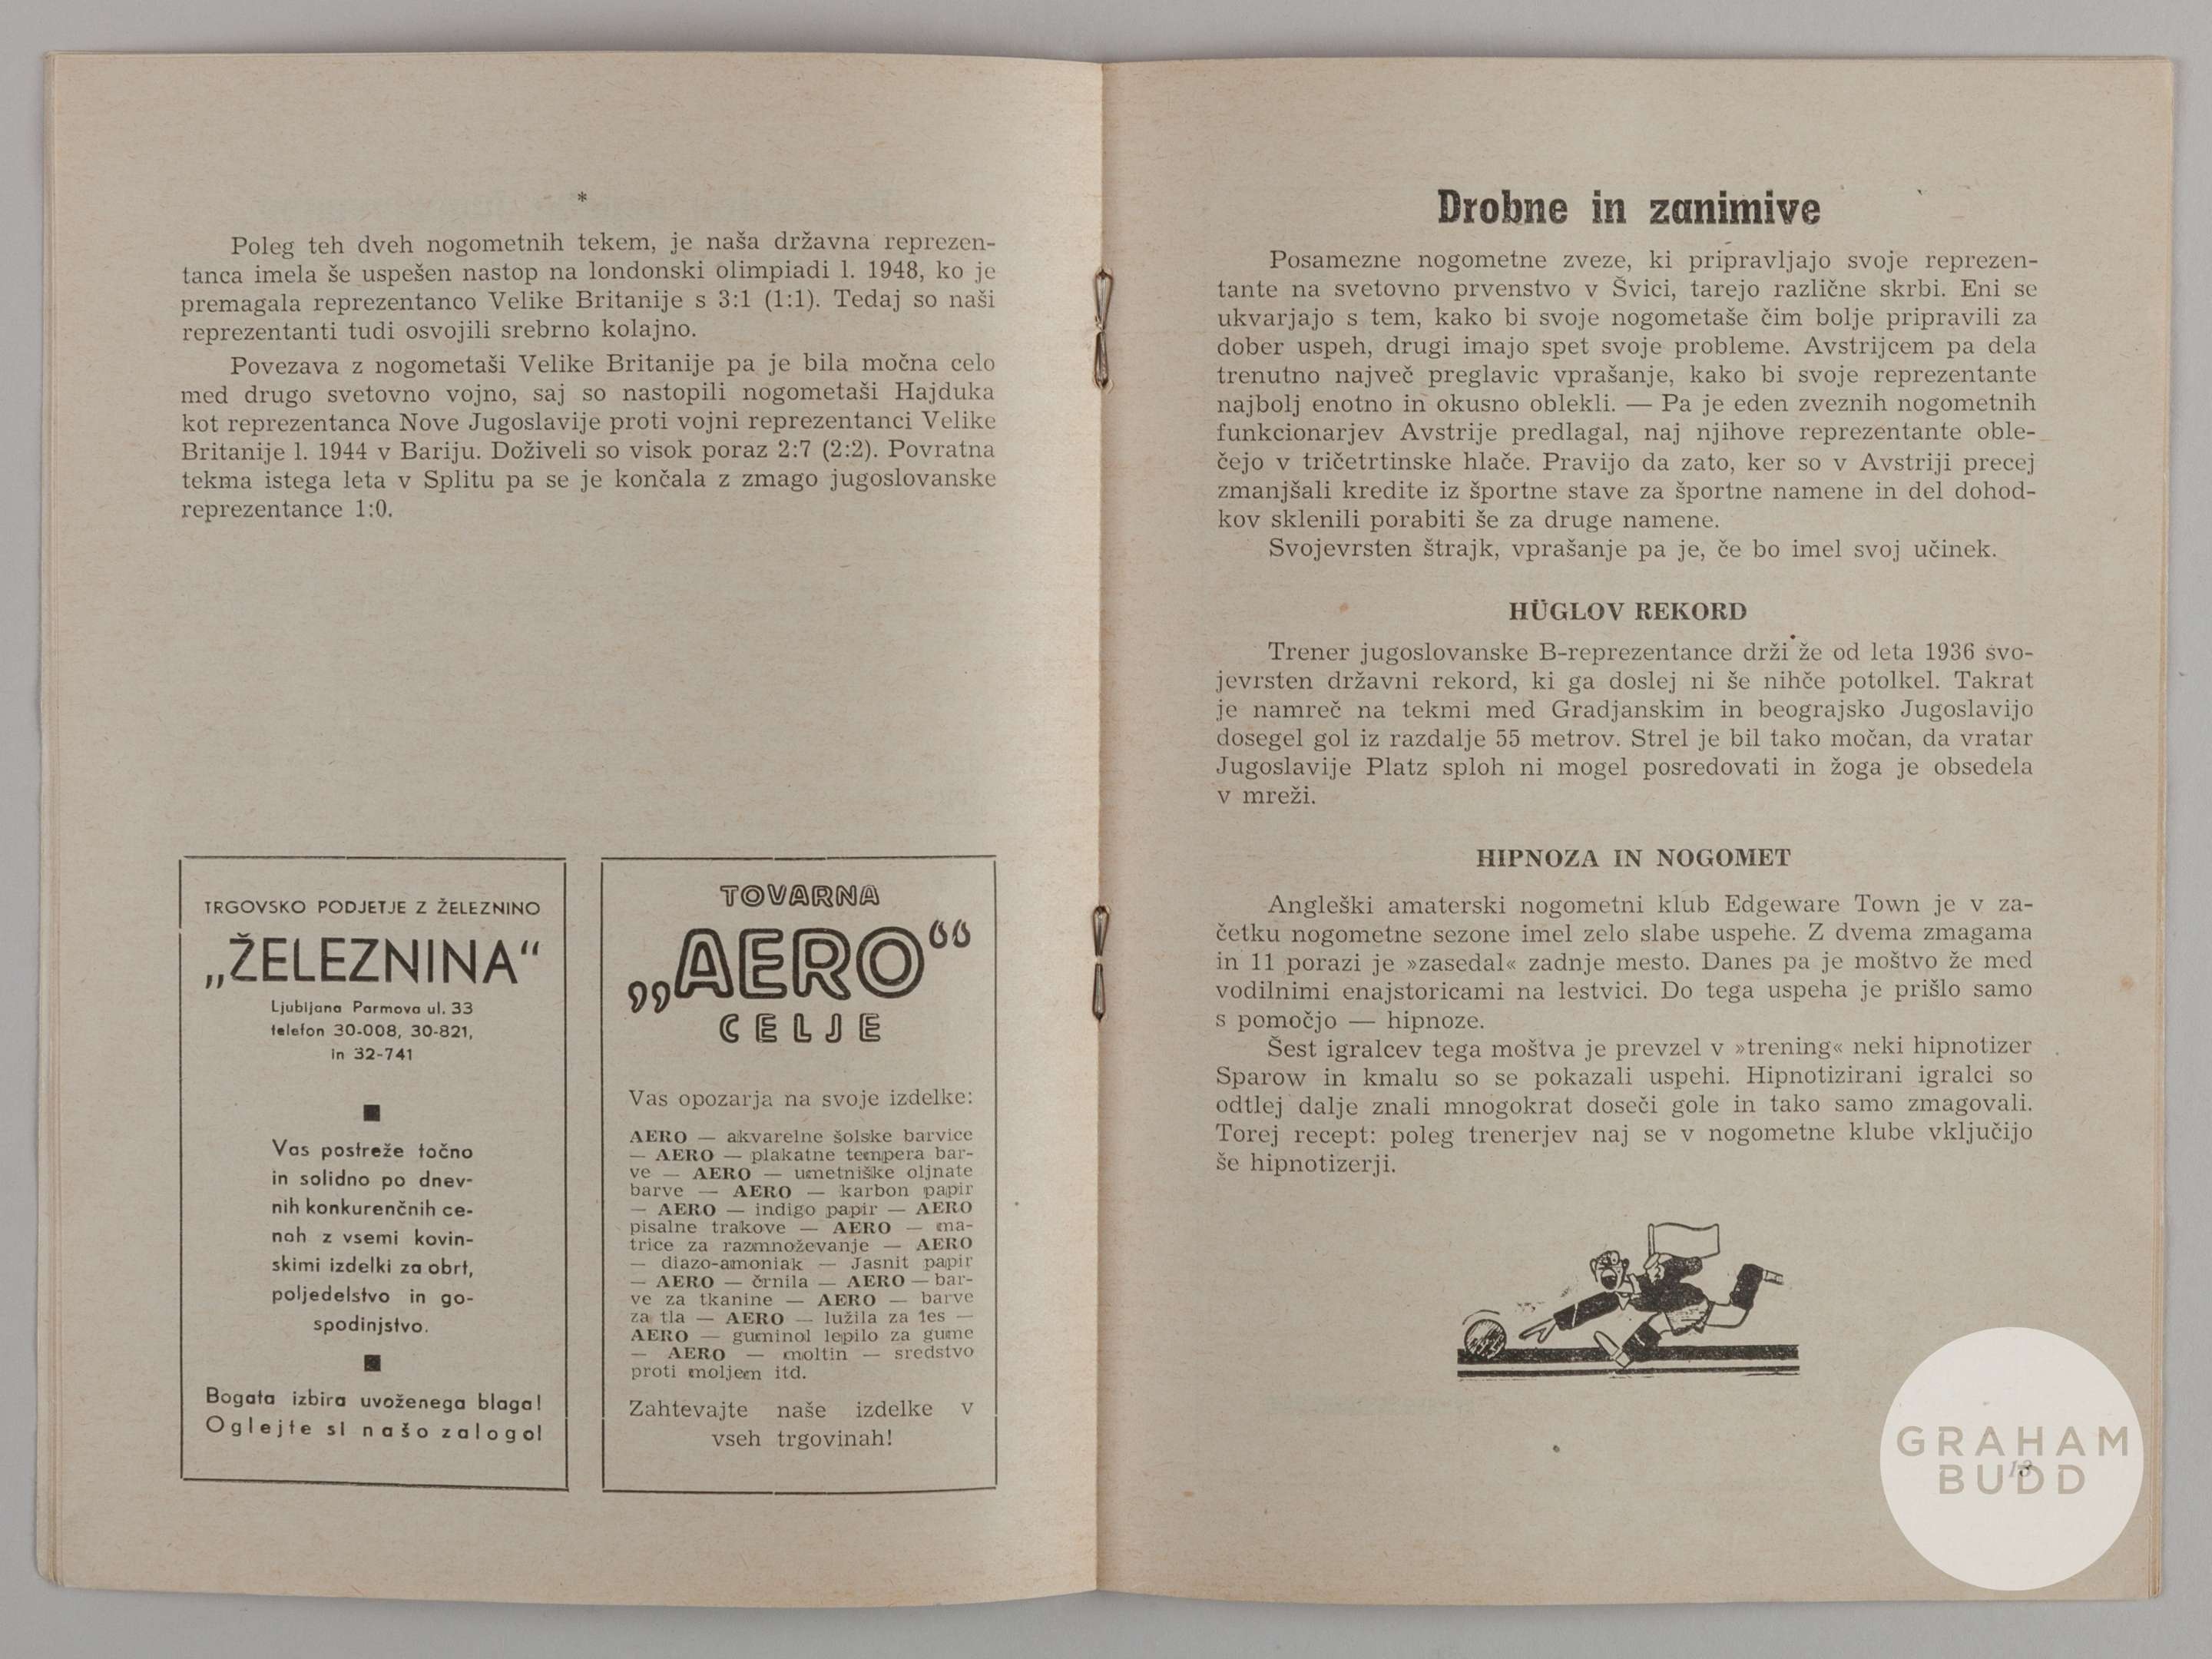 *
Poleg teh dveh nogometnih tekem, je naša državna reprezen-
tanca imela še uspešen nastop na londonski olimpiadi l. 1948, ko je
premagala reprezentanco Velike Britanije s 3:1 (1:1). Tedaj so naši
reprezentanti tudi osvojili srebrno kolajno.
Povezava z nogometaši Velike Britanije pa je bila močna celo
med drugo svetovno vojno, saj so nastopili nogometaši Hajduka
kot reprezentanca Nove Jugoslavije proti vojni reprezentanci Velike
Britanije l. 1944 v Bariju. Doživeli so visok poraz 2:7 (2:2). Povratna
tekma istega leta v Splitu pa se je končala z zmago jugoslovanske
reprezentance 1:0.
TRGOVSKO PODJETJE Z ŽELEZNINO
„ŽELEZNINA“
Ljubljana Parmova ul. 33
telefon 30-008, 30-821,
in 32-741
Vas postreže točno
in solidno po dnev-
nih konkurenčnih ce-
nah z vsemi kovin-
skimi izdelki za obrt,
poljedelstvo in go-
spodinjstvo.
Bogata izbira uvoženega blaga!
Oglejte si našo zalogo!
TOVARNA
„AERO“
CELJE
Vas opozarja na svoje izdelke:
AERO — akvarelne šolske barvice
— AERO — plakatne tempera bar-
ve — AERO — umetniške oljnate
barve — AERO — karbon papir
— AERO — indigo papir — AERO
pisalne trakove — AERO — ma-
trice za razmnoževanje — AERO
— diazo-amoniak — Jasnit papir
— AERO — črnila — AERO — bar-
ve za tkanine — AERO — barve
za tla — AERO — lužila za les —
AERO — guminol lepilo za gume
— AERO — moltin — sredstvo
proti moljem itd.
Zahtevajte naše izdelke v
vseh trgovinah!
Drobne in zanimive
Posamezne nogometne zveze, ki pripravljajo svoje reprezen-
tante na svetovno prvenstvo v Švici, tarejo različne skrbi. Eni se
ukvarjajo s tem, kako bi svoje nogometaše čim bolje pripravili za
dober uspeh, drugi imajo spet svoje probleme. Avstrijcem pa dela
trenutno največ preglavic vprašanje, kako bi svoje reprezentante
najbolj enotno in okusno oblekli. — Pa je eden zveznih nogometnih
funkcionarjev Avstrije predlagal, naj njihove reprezentante oble-
čejo v tričetrtinske hlače. Pravijo da zato, ker so v Avstriji precej
zmanjšali kredite iz športne stave za športne namene in del dohod-
kov sklenili porabiti še za druge namene.
Svojevrsten štrajk, vprašanje pa je, če bo imel svoj učinek.
HÜGLOV REKORD
Trener jugoslovanske B-reprezentance drži že od leta 1936 svo-
jevrsten državni rekord, ki ga doslej ni še nihče potolkel. Takrat
je namreč na tekmi med Gradjanskim in beograjsko Jugoslavijo
dosegel gol iz razdalje 55 metrov. Strel je bil tako močan, da vratar
Jugoslavije Platz sploh ni mogel posredovati in žoga je obsedela
v mreži.
HIPNOZA IN NOGOMET
Angleški amaterski nogometni klub Edgeware Town je v za-
četku nogometne sezone imel zelo slabe uspehe. Z dvema zmagama
in 11 porazi je »zasedal« zadnje mesto. Danes pa je moštvo že med
vodilnimi enajstoricami na lestvici. Do tega uspeha je prišlo samo
s pomočjo — hipnoze.
Šest igralcev tega moštva je prevzel v »trening« neki hipnotizer
Sparow in kmalu so se pokazali uspehi. Hipnotizirani igralci so
odtlej dalje znali mnogokrat doseči gole in tako samo zmagovali.
Torej recept: poleg trenerjev naj se v nogometne klube vključijo
še hipnotizerji.
GRAHAM
BUDD